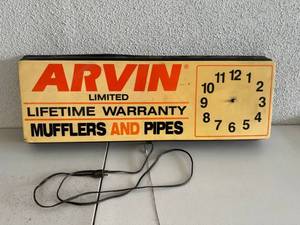 ARVIN®
LIMITED
LIFETIME WARRANTY
MUFFLERS AND PIPES
11 12 1
10 2
9 3
8 4
7 6 5